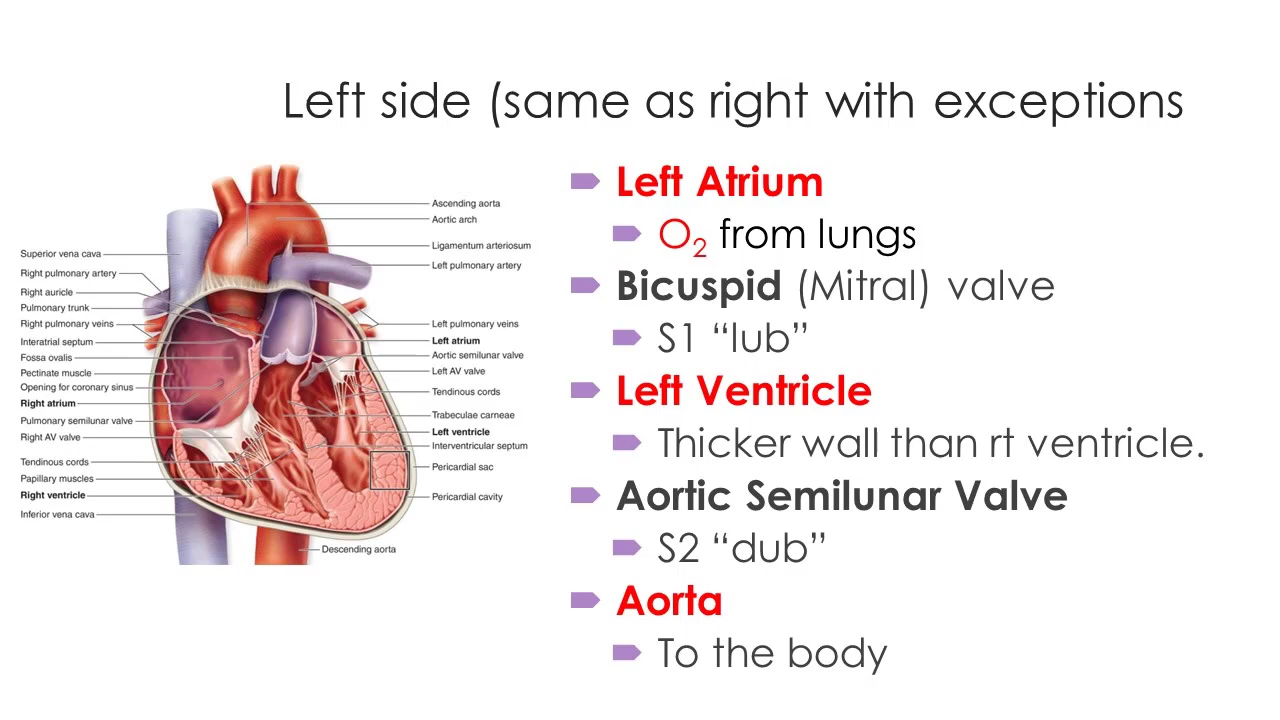 Left side (same as right with exceptions
Left Atrium
O2 from lungs
Bicuspid (Mitral) valve
S1 “lub”
Left Ventricle
Thicker wall than rt ventricle.
Aortic Semilunar Valve
S2 “dub”
Aorta
To the body
Superior vena cava
Right pulmonary artery
Right auricle
Pulmonary trunk
Right pulmonary veins
Interatrial septum
Fossa ovalis
Pectinate muscle
Opening for coronary sinus
Right atrium
Pulmonary semilunar valve
Right AV valve
Tendinous cords
Papillary muscles
Right ventricle
Inferior vena cava
Ascending aorta
Aortic arch
Ligamentum arteriosum
Left pulmonary artery
Left pulmonary veins
Left atrium
Aortic semilunar valve
Left AV valve
Tendinous cords
Trabeculae carneae
Left ventricle
Interventricular septum
Pericardial sac
Pericardial cavity
Descending aorta